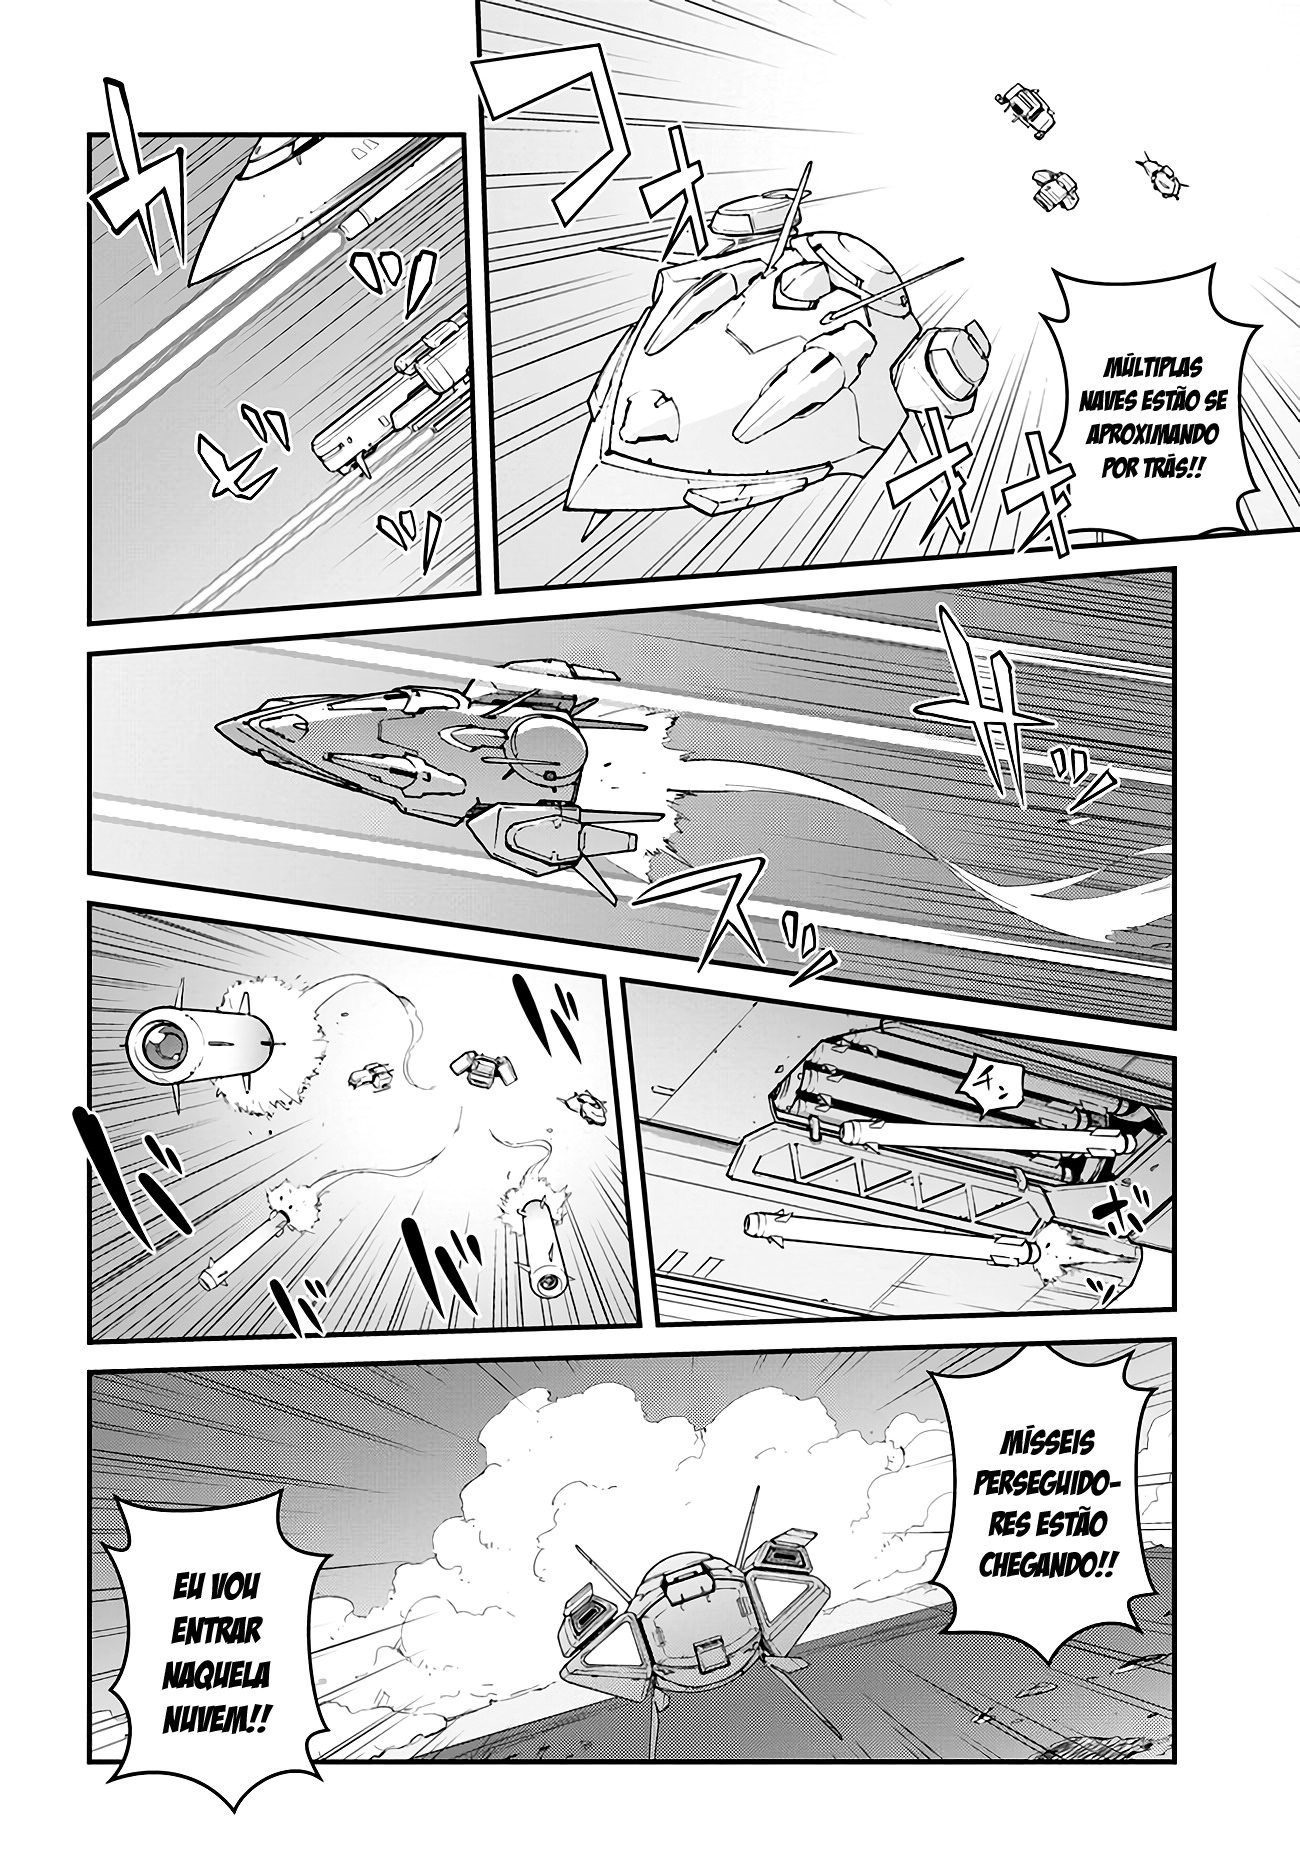 MÚLTIPLAS
NAVES ESTÃO SE
APROXIMANDO
POR TRÁS!!
MÍSSEIS
PERSEGUIDO-
RES ESTÃO
CHEGANDO!!
EU VOU
ENTRAR
NAQUELA
NUVEM!!